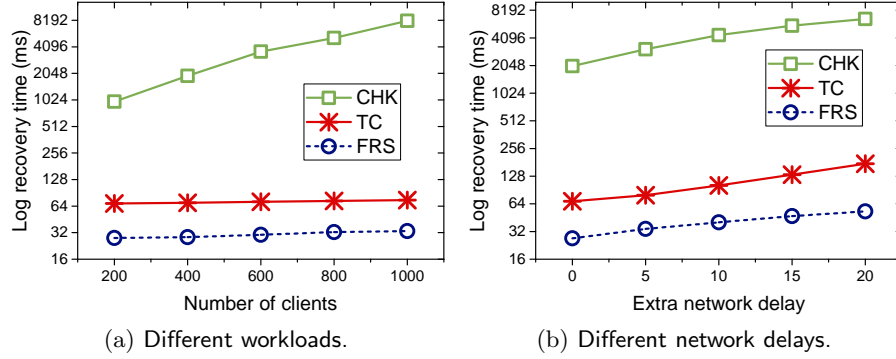 Log recovery time (ms)
8192
4096
2048
1024
512
256
128
64
32
16
CHK
TC
FRS
200 400 600 800 1000
Number of clients
(a) Different workloads.
Log recovery time (ms)
8192
4096
2048
1024
512
256
128
64
32
16
CHK
TC
FRS
0 5 10 15 20
Extra network delay
(b) Different network delays.